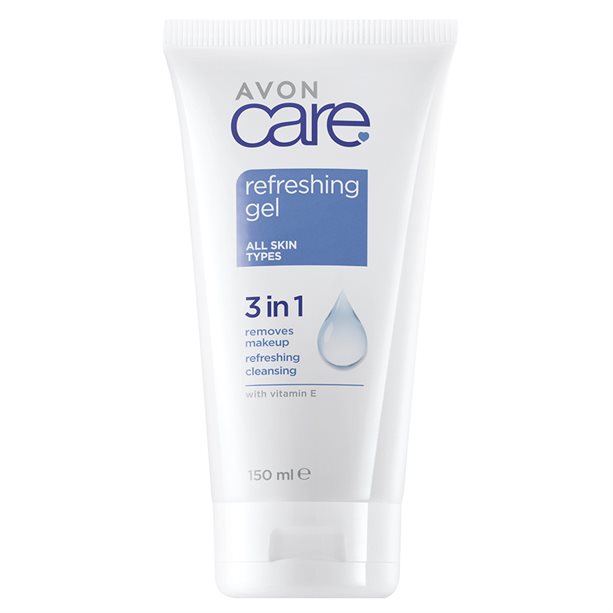 AVON
care
refreshing
gel
ALL SKIN
TYPES
3 in 1
removes
makeup
refreshing
cleansing
with vitamin E
150 ml ℮